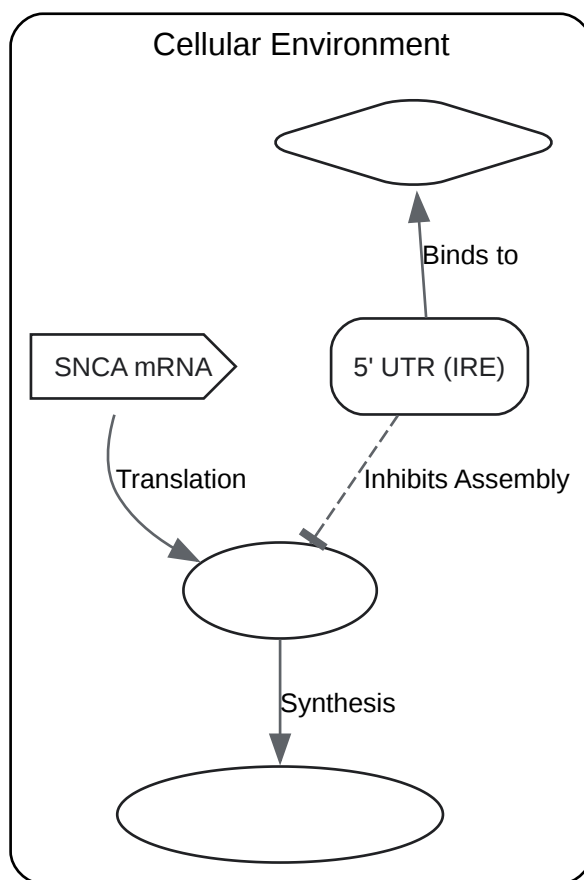 Cellular Environment
Binds to
SNCA mRNA
5' UTR (IRE)
Translation
Inhibits Assembly
Synthesis